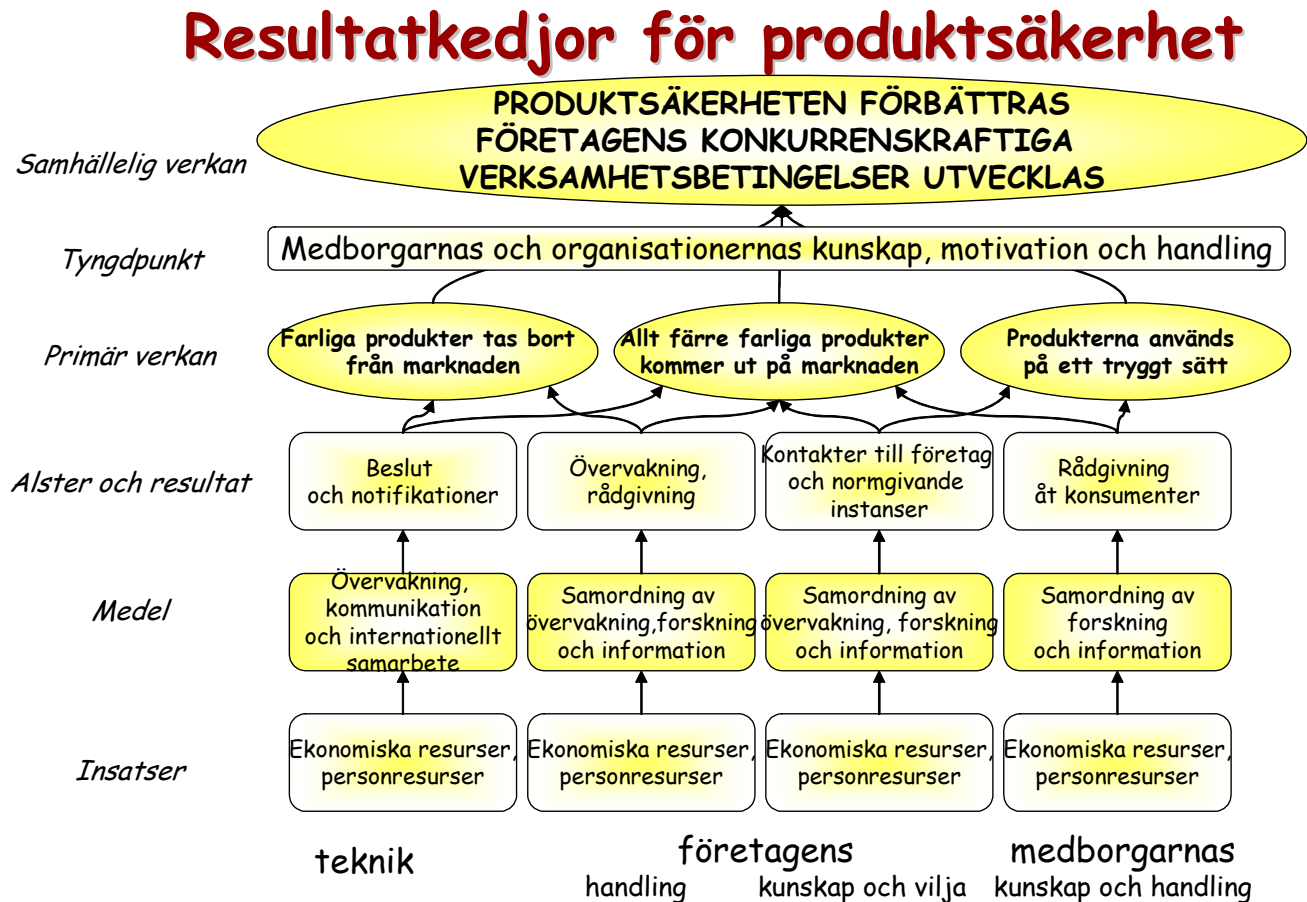 Resultatkedjor för produktsäkerhet
PRODUKTSÄKERHETEN FÖRBÄTTRAS
FÖRETAGENS KONKURRENSKRAFTIGA
VERKSAMHETSBETINGELSER UTVECKLAS
Samhällelig verkan
Tyngdpunkt
Medborgarnas och organisationernas kunskap, motivation och handling
Primär verkan
Farliga produkter tas bort
från marknaden
Allt färre farliga produkter
kommer ut på marknaden
Produkterna används
på ett tryggt sätt
Alster och resultat
Beslut
och notifikationer
Övervakning,
rådgivning
Kontakter till företag
och normgivande
instanser
Rådgivning
åt konsumenter
Medel
Övervakning,
kommunikation
och internationellt
samarbete
Samordning av
övervakning,forskning
och information
Samordning av
övervakning, forskning
och information
Samordning av
forskning
och information
Insatser
Ekonomiska resurser,
personresurser
Ekonomiska resurser,
personresurser
Ekonomiska resurser,
personresurser
Ekonomiska resurser,
personresurser
teknik
företagens
handling
kunskap och vilja
medborgarnas
kunskap och handling